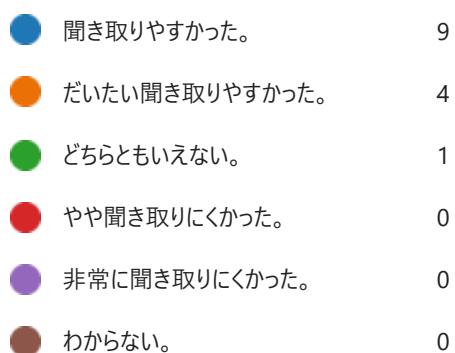 聞き取りやすかった。 9
だいたい聞き取りやすかった。 4
どちらともいえない。 1
やや聞き取りにくかった。 0
非常に聞き取りにくかった。 0
わからない。 0